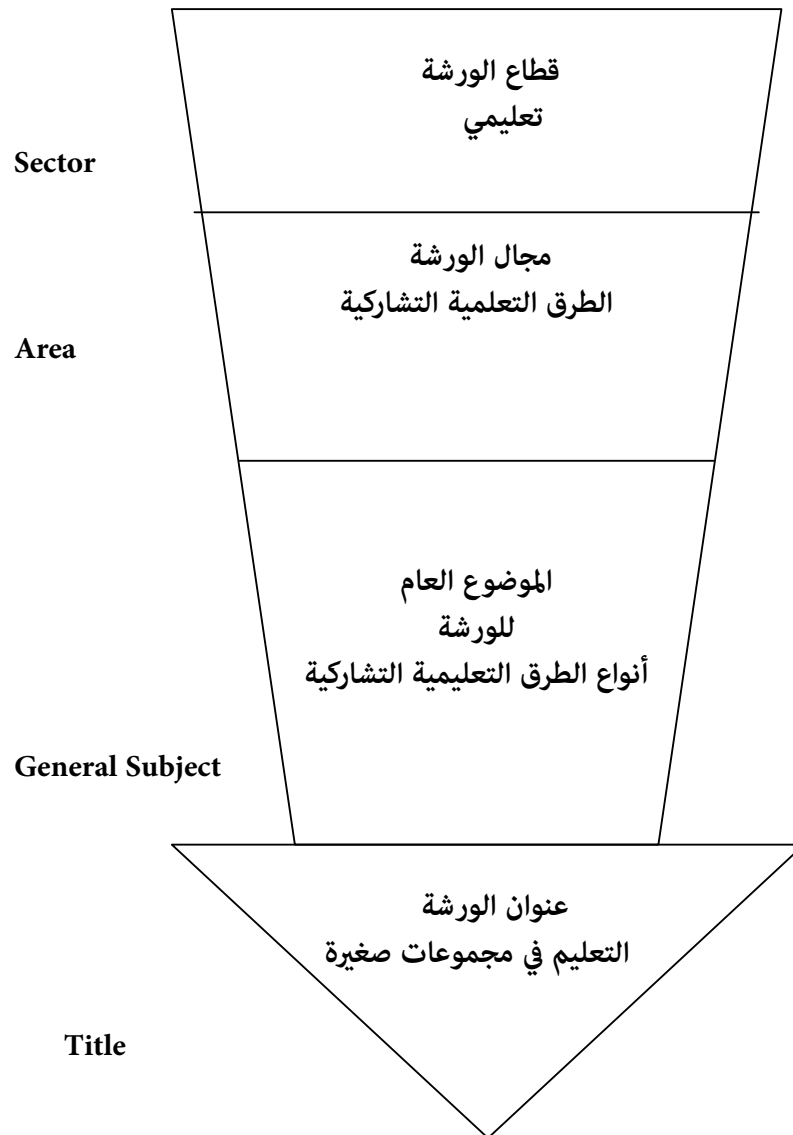 قطاع الورشة
تعليمي
Sector
مجال الورشة
الطرق التعلمية التشاركية
Area
الموضوع العام
للورشة
أنواع الطرق التعليمية التشاركية
General Subject
عنوان الورشة
التعليم في مجموعات صغيرة
Title